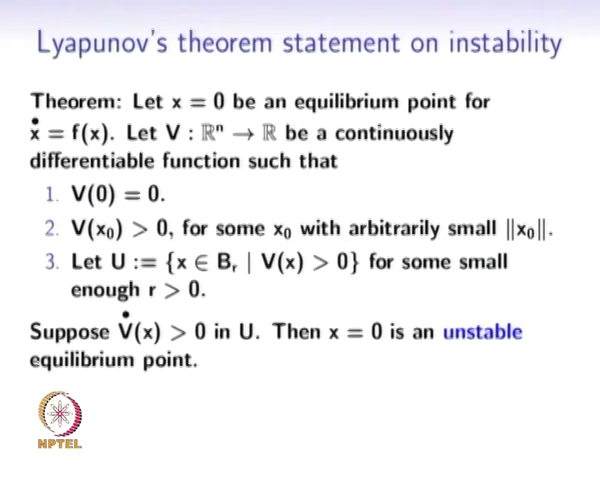 Lyapunov's theorem statement on instability
Theorem: Let x = 0 be an equilibrium point for
ẋ = f(x). Let V : ℝⁿ → ℝ be a continuously
differentiable function such that
1. V(0) = 0.
2. V(x₀) > 0, for some x₀ with arbitrarily small ||x₀||.
3. Let U := {x ∈ Bᵣ | V(x) > 0} for some small
enough r > 0.
Suppose V̇(x) > 0 in U. Then x = 0 is an unstable
equilibrium point.
NPTEL